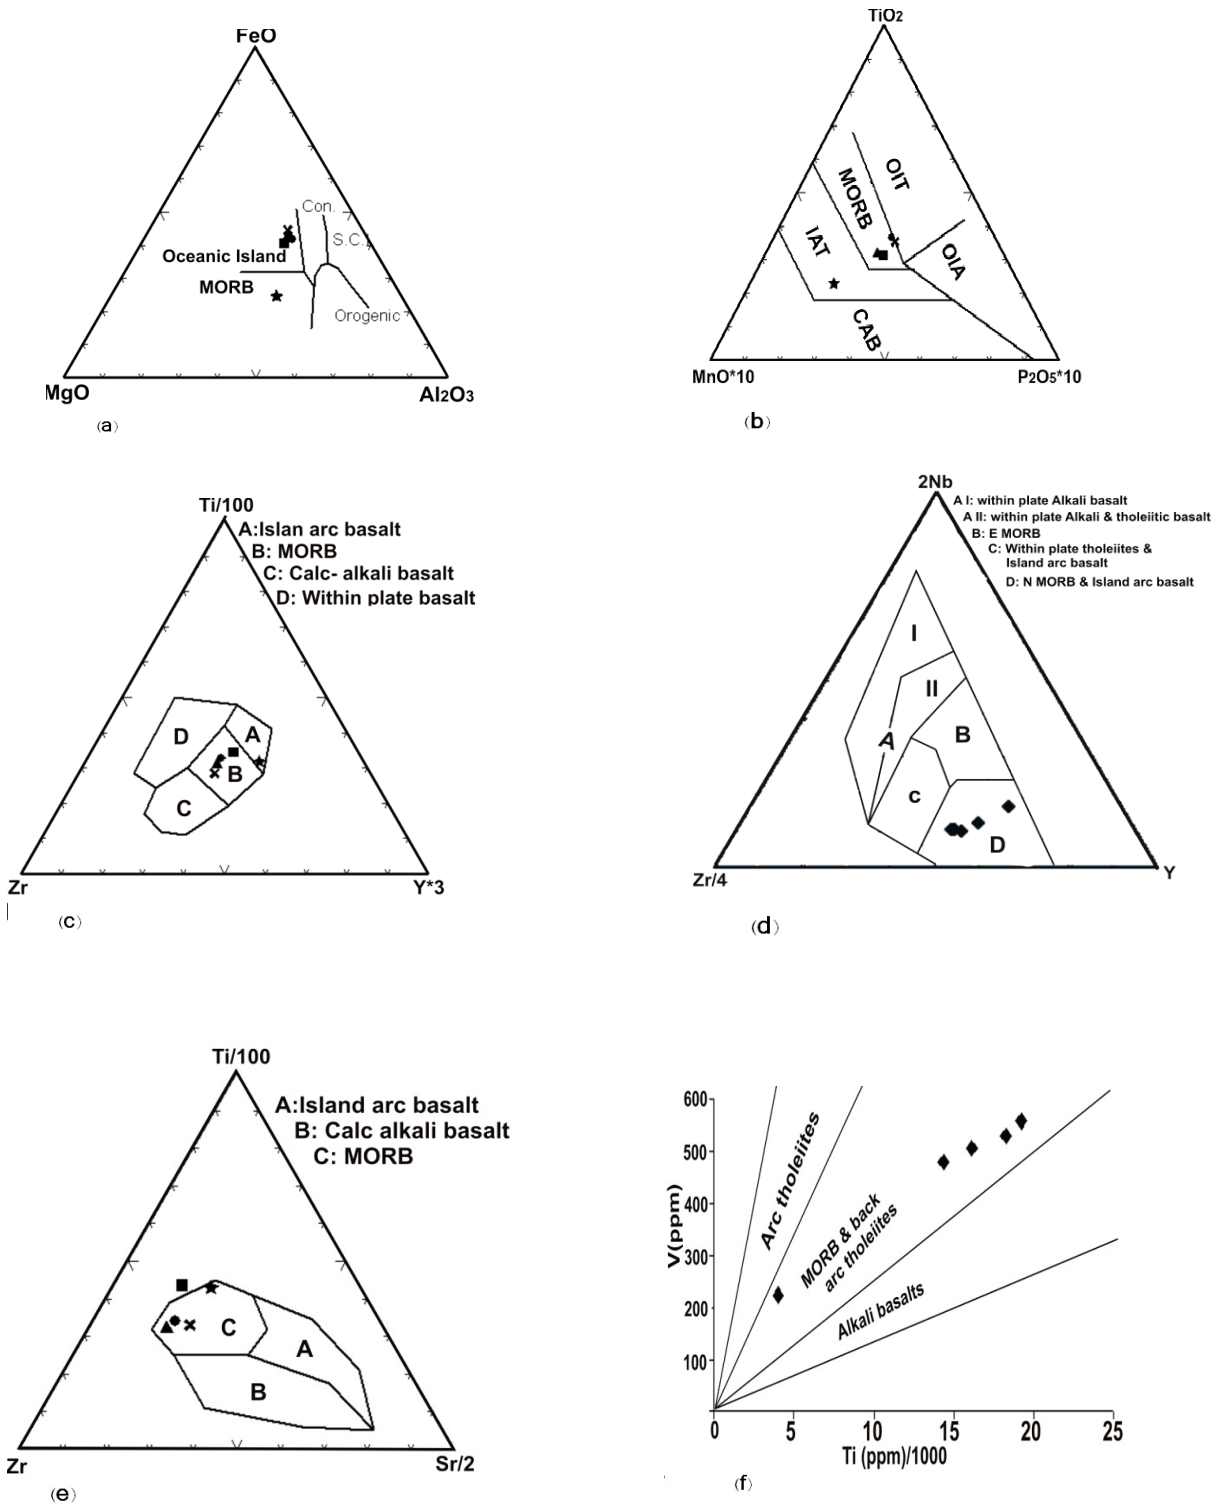 FeO
Con.
S.C.
Oceanic Island
MORB
Orogenic
MgO
Al2O3
(a)
TiO2
OIT
MORB
IAT
OIA
CAB
MnO*10
P2O5*10
(b)
Ti/100
A:Islan arc basalt
B: MORB
C: Calc- alkali basalt
D: Within plate basalt
D
A
B
C
Zr
Y*3
(c)
2Nb
A I: within plate Alkali basalt
A II: within plate Alkali & tholeiitic basalt
B: E MORB
C: Within plate tholeiites &
Island arc basalt
D: N MORB & Island arc basalt
I
II
B
A
c
D
Zr/4
Y
(d)
Ti/100
A:Island arc basalt
B: Calc alkali basalt
C: MORB
C
A
B
Zr
Sr/2
(e)
600
500
400
300
200
100
V(ppm)
Arc tholeiites
MORB & back
arc tholeiites
Alkali basalts
0 5 10 15 20 25
Ti (ppm)/1000
(f)